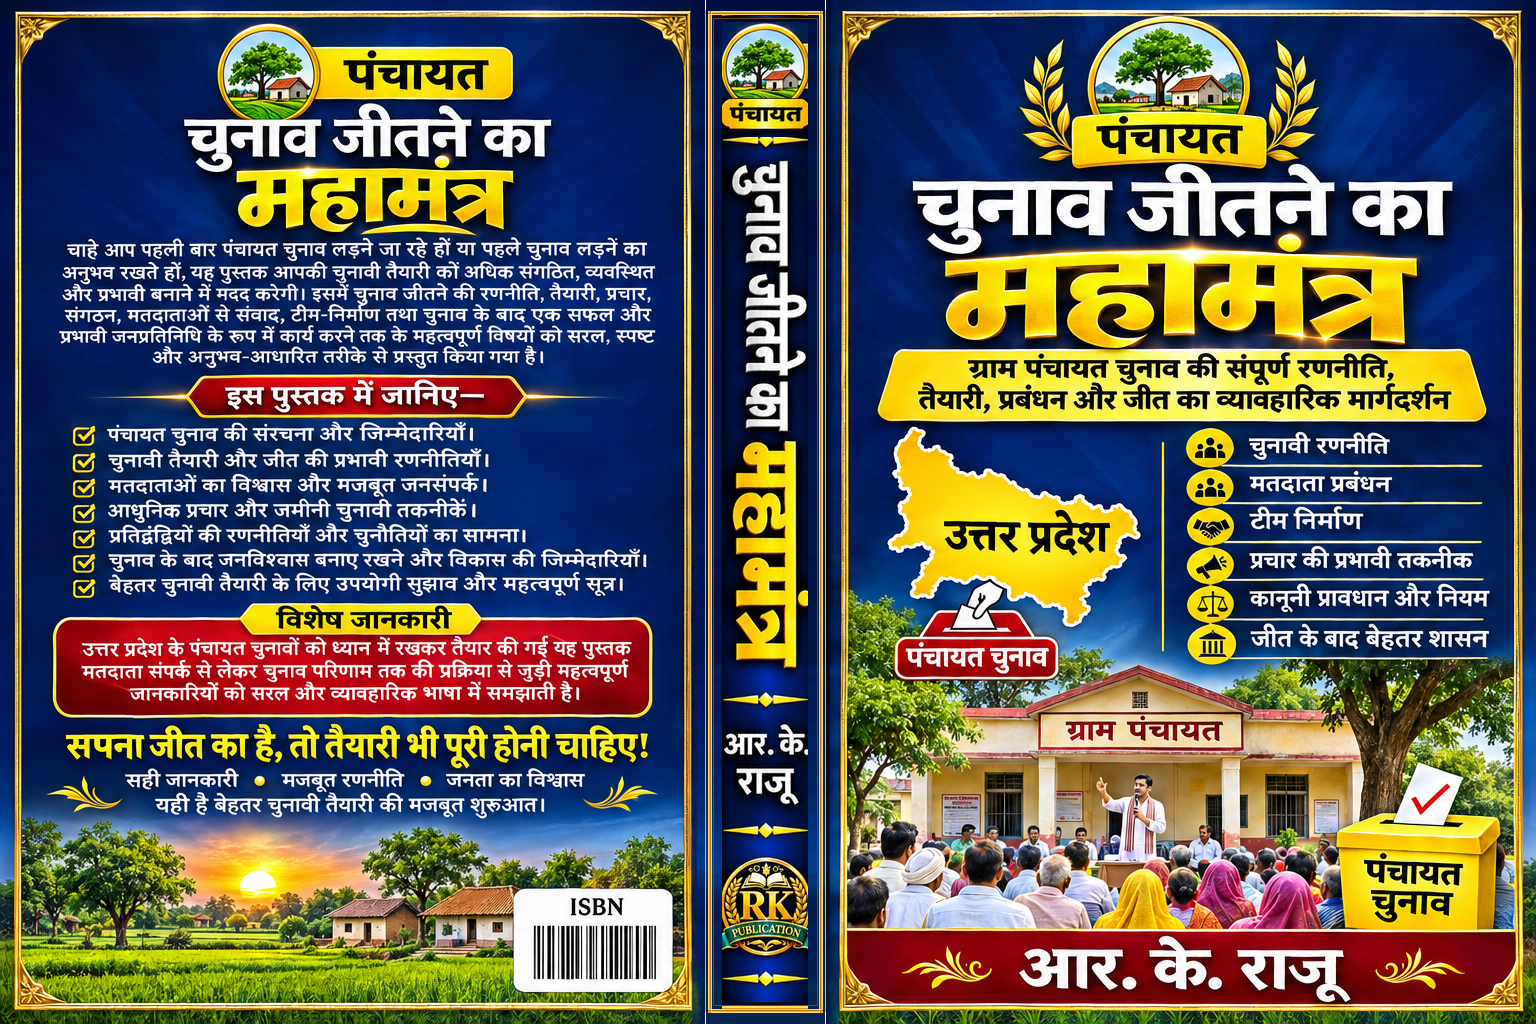 पंचायत
चुनाव जीतने का
महामंत्र
चाहे आप पहली बार पंचायत चुनाव लड़ने जा रहे हों या पहले चुनाव लड़नें का
अनुभव रखते हों, यह पुस्तक आपकी चुनावी तैयारी कों अधिक संगठित, व्यवस्थित
और प्रभावी बनाने में मदद करेगी। इसमें चुनाव जीतने की रणनीति, तैयारी, प्रचार,
संगठन, मतदाताओं से संवाद, टीम-निर्माण तथा चुनाव के बाद एक सफल और
प्रभावी जनप्रतिनिधि के रूप में कार्य करने तक के महत्वपूर्ण विषयों को सरल, स्पष्ट
और अनुभव-आधारित तरीके से प्रस्तुत किया गया है।
इस पुस्तक में जानिए—
पंचायत चुनाव की संरचना और जिम्मेदारियाँ।
चुनावी तैयारी और जीत की प्रभावी रणनीतियाँ।
मतदाताओं का विश्वास और मजबूत जनसंपर्क।
आधुनिक प्रचार और जमीनी चुनावी तकनीकें।
प्रतिद्वंद्वियों की रणनीतियाँ और चुनौतियों का सामना।
चुनाव के बाद जनविश्वास बनाए रखने और विकास की जिम्मेदारियाँ।
बेहतर चुनावी तैयारी के लिए उपयोगी सुझाव और महत्वपूर्ण सूत्र।
विशेष जानकारी
उत्तर प्रदेश के पंचायत चुनावों को ध्यान में रखकर तैयार की गई यह पुस्तक
मतदाता संपर्क से लेकर चुनाव परिणाम तक की प्रक्रिया से जुड़ी महत्वपूर्ण
जानकारियों को सरल और व्यावहारिक भाषा में समझाती है।
सपना जीत का है, तो तैयारी भी पूरी होनी चाहिए!
सही जानकारी • मजबूत रणनीति • जनता का विश्वास
यही है बेहतर चुनावी तैयारी की मजबूत शुरुआत।
ISBN
पंचायत
चुनाव जीतने का महामंत्र
आर. के.
राजू
RK
PUBLICATION
पंचायत
चुनाव जीतने का
महामंत्र
ग्राम पंचायत चुनाव की संपूर्ण रणनीति,
तैयारी, प्रबंधन और जीत का व्यावहारिक मार्गदर्शन
उत्तर प्रदेश
पंचायत चुनाव
चुनावी रणनीति
मतदाता प्रबंधन
टीम निर्माण
प्रचार की प्रभावी तकनीक
कानूनी प्रावधान और नियम
जीत के बाद बेहतर शासन
ग्राम पंचायत
पंचायत
चुनाव
आर. के. राजू